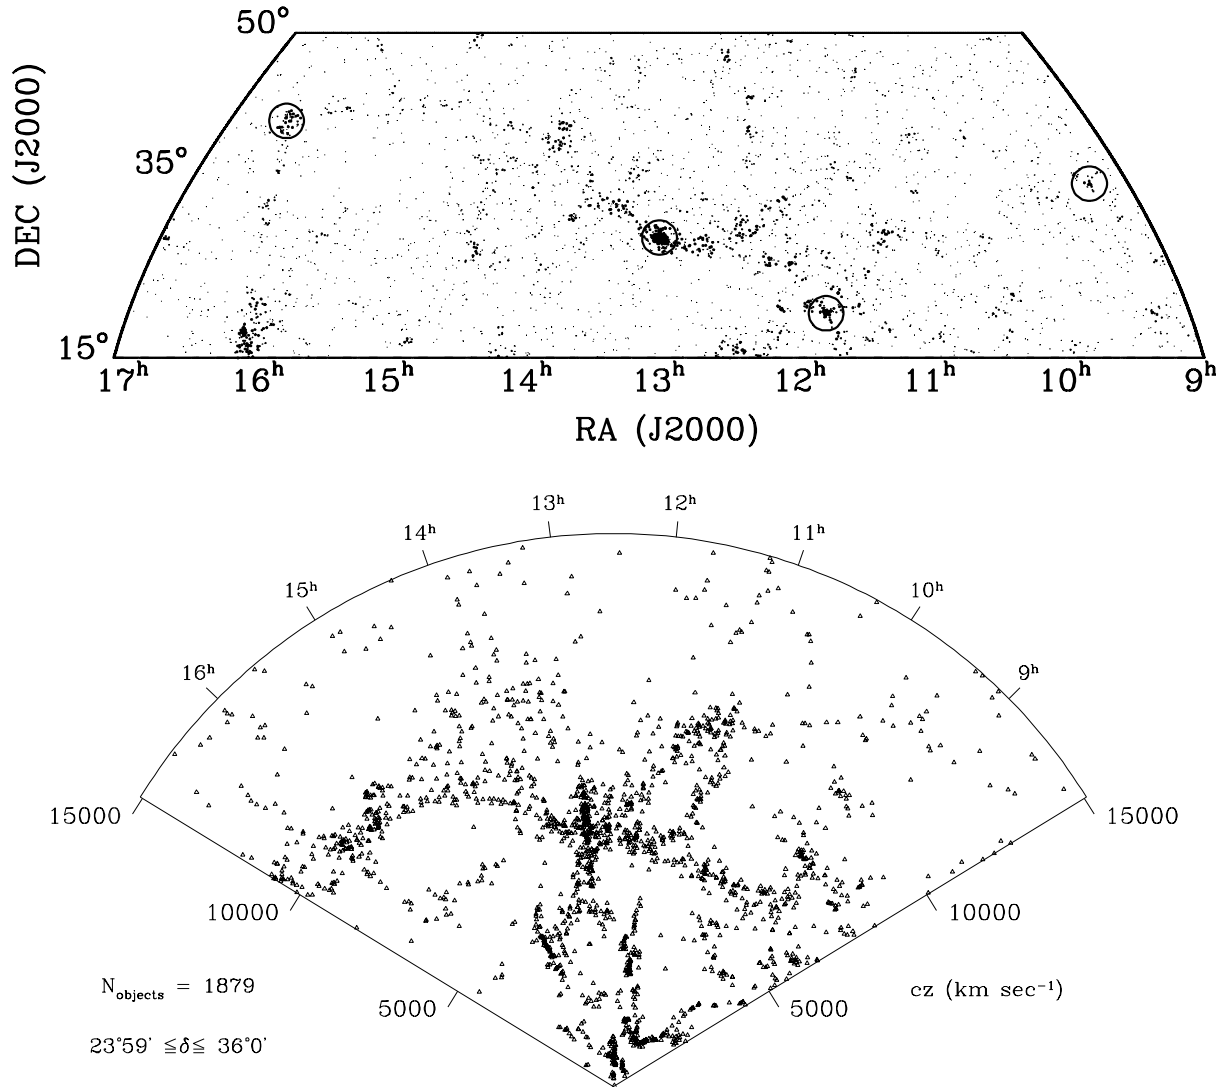 50°
35°
15°
DEC (J2000)
17ʰ 16ʰ 15ʰ 14ʰ 13ʰ 12ʰ 11ʰ 10ʰ 9ʰ
RA (J2000)
13ʰ 12ʰ
14ʰ 11ʰ
15ʰ 10ʰ
16ʰ 9ʰ
15000 15000
10000 10000
N_objects = 1879 cz (km sec⁻¹)
5000 5000
23°59' ≦δ≦ 36°0'